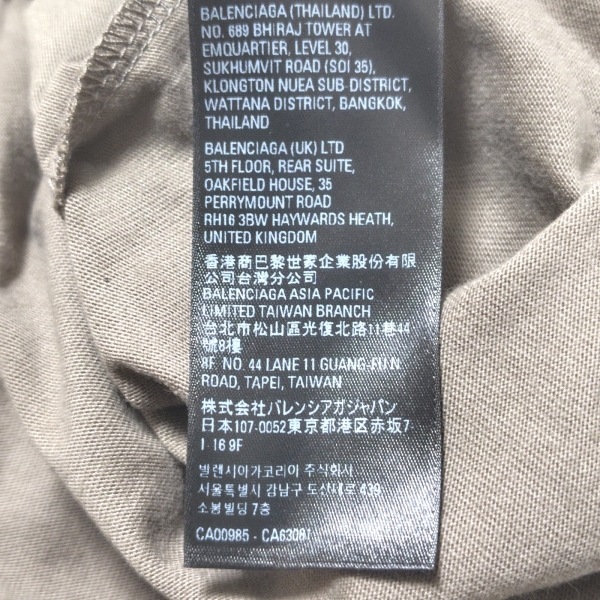 BALENCIAGA (THAILAND) LTD.
NO. 689 BHIRAJ TOWER AT
EMQUARTIER, LEVEL 30,
SUKHUMVIT ROAD (SOI 35),
KLONGTON NUEA SUB-DISTRICT,
WATTANA DISTRICT, BANGKOK,
THAILAND
BALENCIAGA (UK) LTD
5TH FLOOR, REAR SUITE,
OAKFIELD HOUSE, 35
PERRYMOUNT ROAD
RH16 3BW HAYWARDS HEATH,
UNITED KINGDOM
香港商巴黎世家企業股份有限
公司台灣分公司
BALENCIAGA ASIA PACIFIC
LIMITED TAIWAN BRANCH
台北市松山區光復北路11巷44
號8樓
8F. NO. 44 LANE 11 GUANG-FU N.
ROAD, TAPEI, TAIWAN
株式会社バレンシアガジャパン
日本107-0052東京都港区赤坂7-
1-16 9F
발렌시아가코리아 주식회사
서울특별시 강남구 도산대로 439
소봉빌딩 7층
CA00985 - CA63081